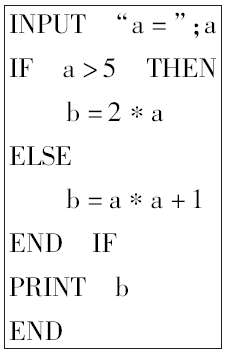 INPUT “a=”;a
IF a>5 THEN
b=2*a
ELSE
b=a*a+1
END IF
PRINT b
END